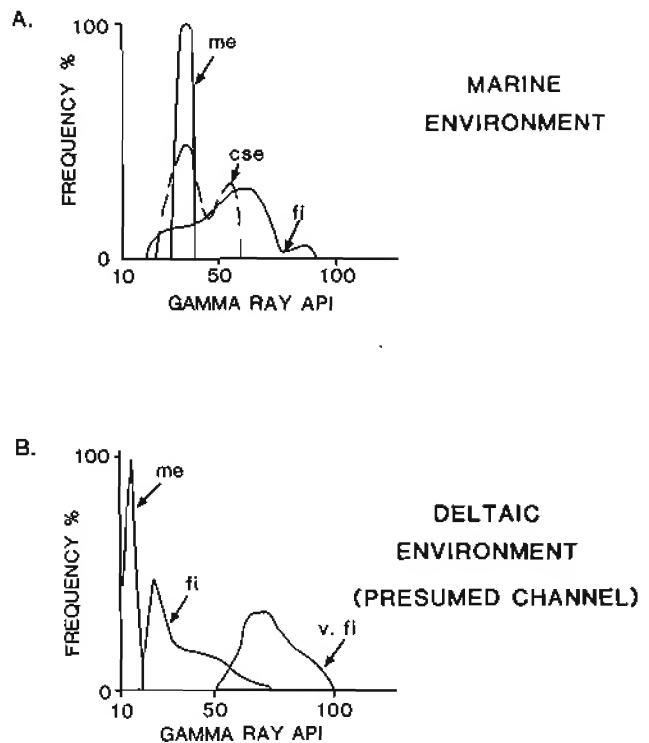 A.
100
FREQUENCY %
0
me
cse
fi
10 50 100
GAMMA RAY API
MARINE
ENVIRONMENT
B.
100
FREQUENCY %
0
me
fi
v. fi
10 50 100
GAMMA RAY API
DELTAIC
ENVIRONMENT
(PRESUMED CHANNEL)